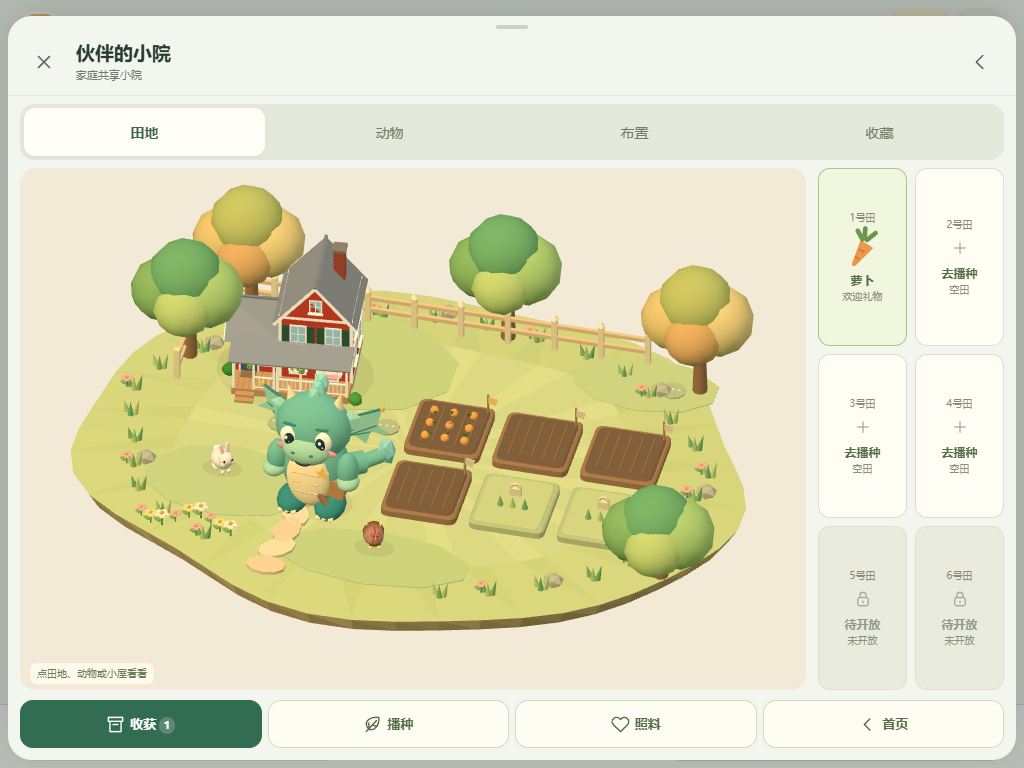 伙伴的小院
家庭共享小院
田地
动物
布置
收藏
1号田
萝卜
欢迎礼物
2号田
去播种
空田
3号田
去播种
空田
4号田
去播种
空田
5号田
待开放
未开放
6号田
待开放
未开放
点田地、动物或小屋看看
收获 1
播种
照料
首页